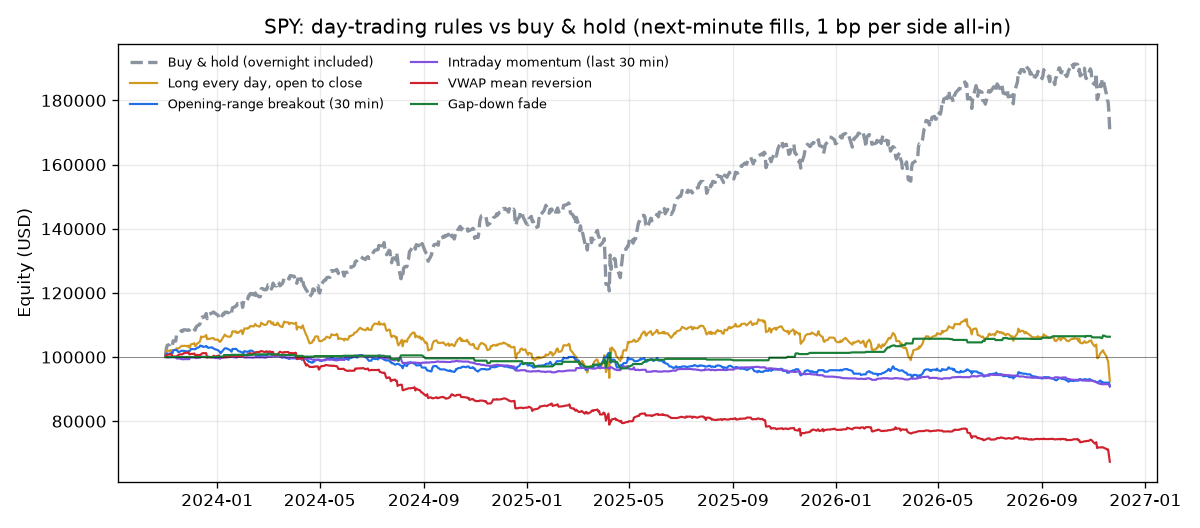 SPY: day-trading rules vs buy & hold (next-minute fills, 1 bp per side all-in)
Buy & hold (overnight included)
Long every day, open to close
Opening-range breakout (30 min)
Intraday momentum (last 30 min)
VWAP mean reversion
Gap-down fade
Equity (USD)
180000
160000
140000
120000
100000
80000
2024-01 2024-05 2024-09 2025-01 2025-05 2025-09 2026-01 2026-05 2026-09 2027-01